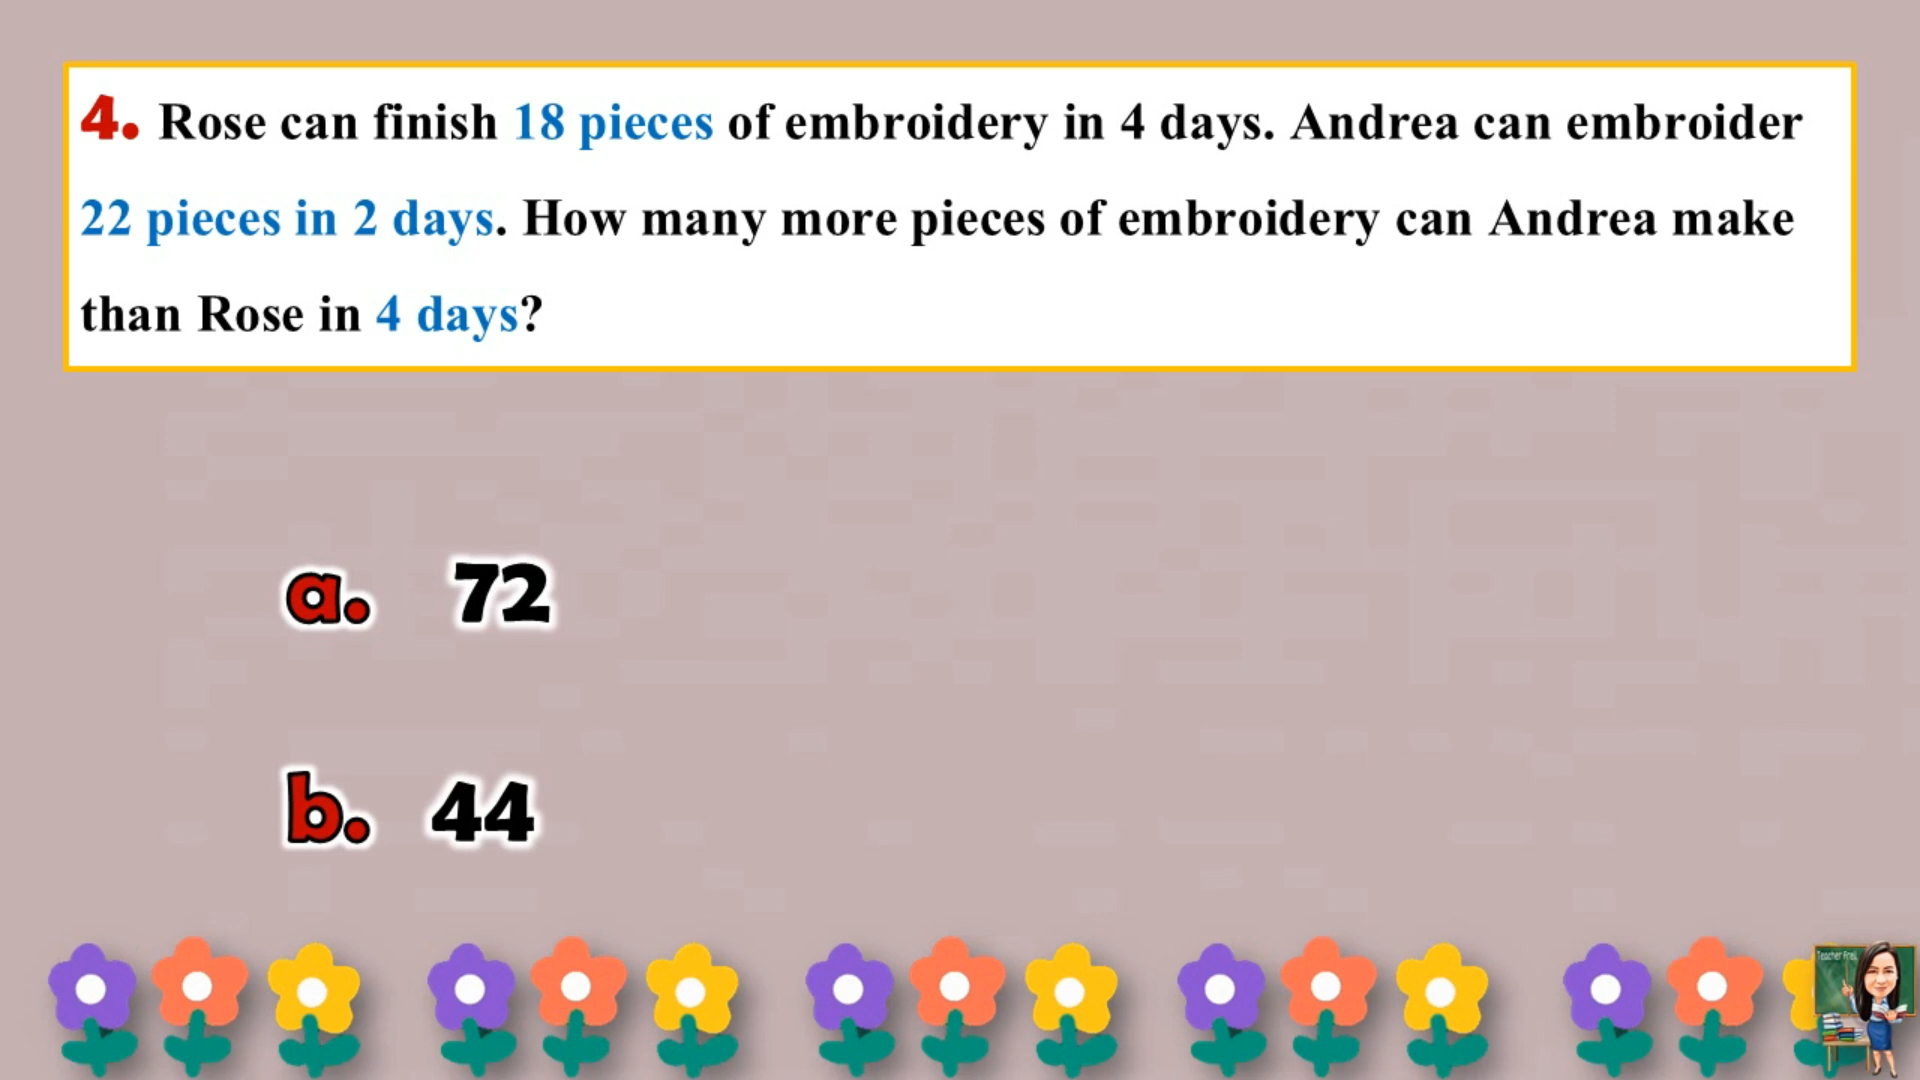 4. Rose can finish 18 pieces of embroidery in 4 days. Andrea can embroider
22 pieces in 2 days. How many more pieces of embroidery can Andrea make
than Rose in 4 days?
a. 72
b. 44